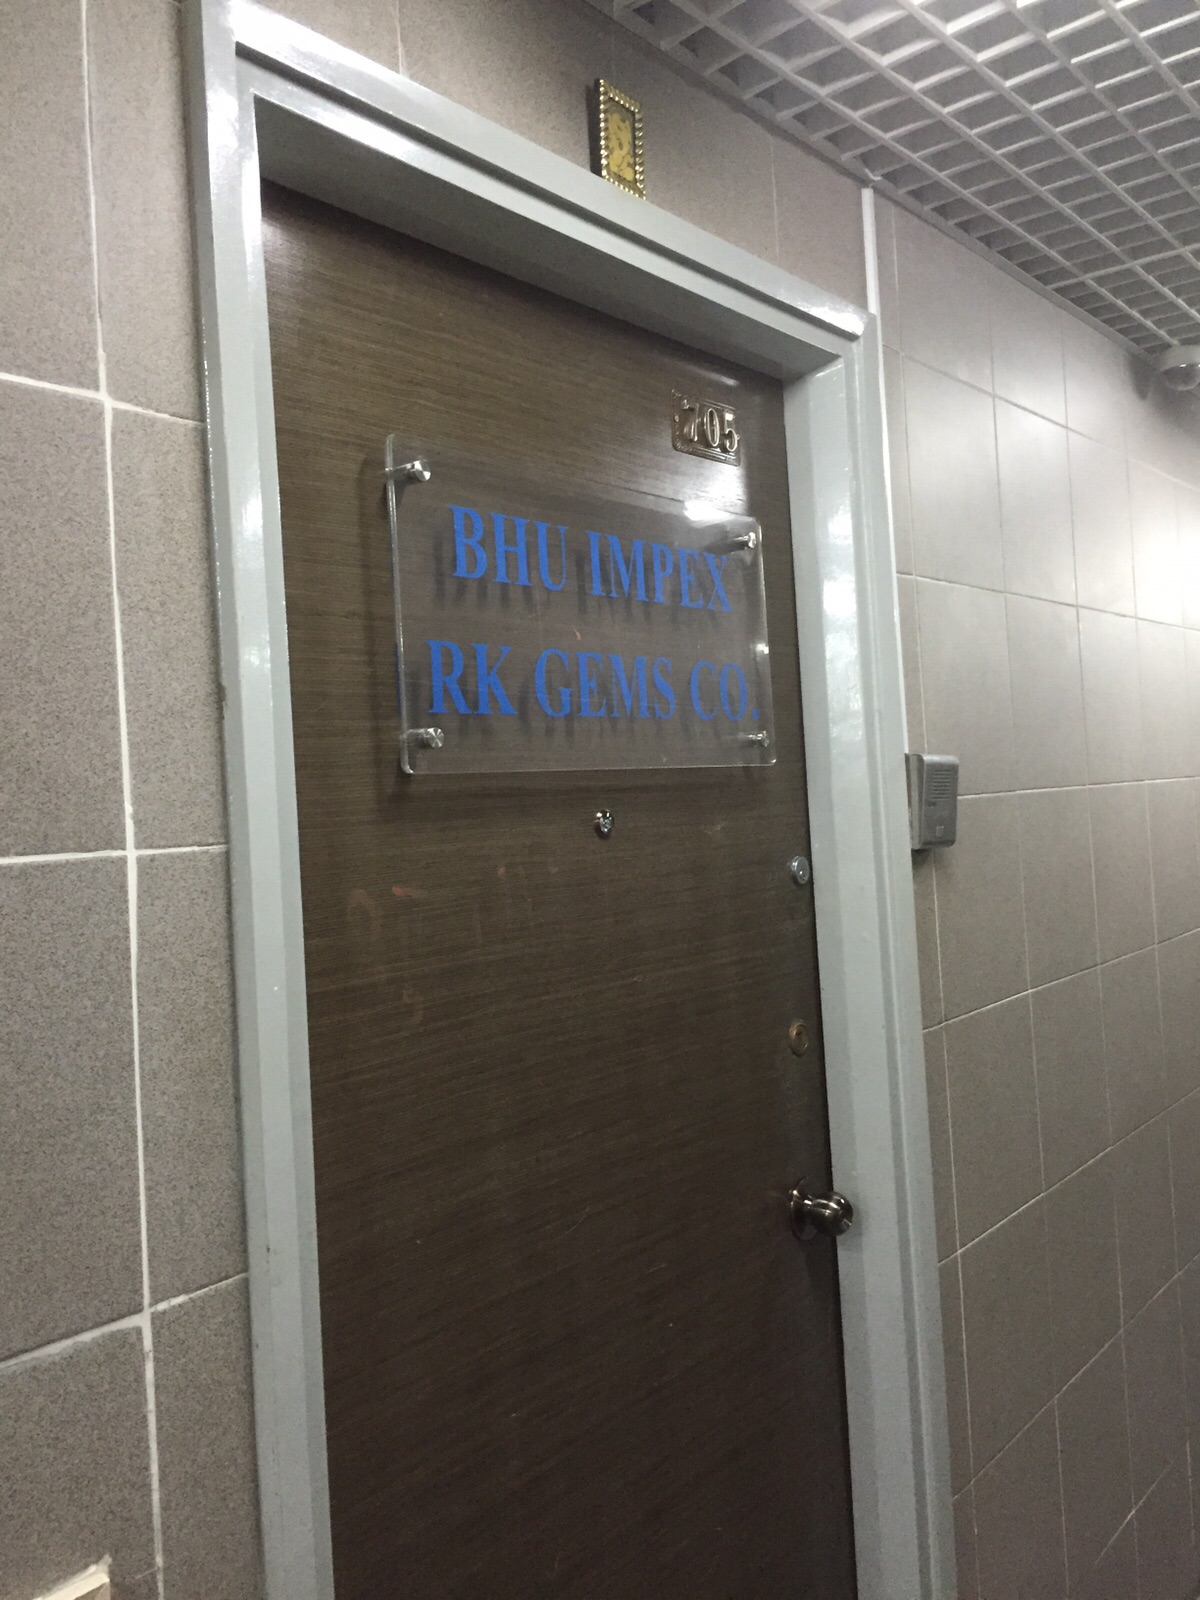 705
BHU IMPEX
RK GEMS CO.